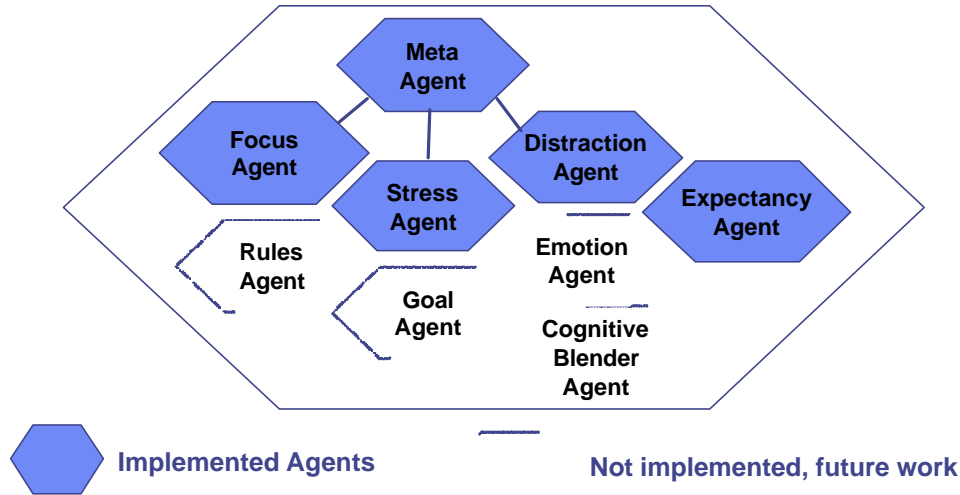 Meta
Agent
Focus
Agent
Distraction
Agent
Stress
Agent
Expectancy
Agent
Rules
Agent
Emotion
Agent
Goal
Agent
Cognitive
Blender
Agent
Implemented Agents
Not implemented, future work